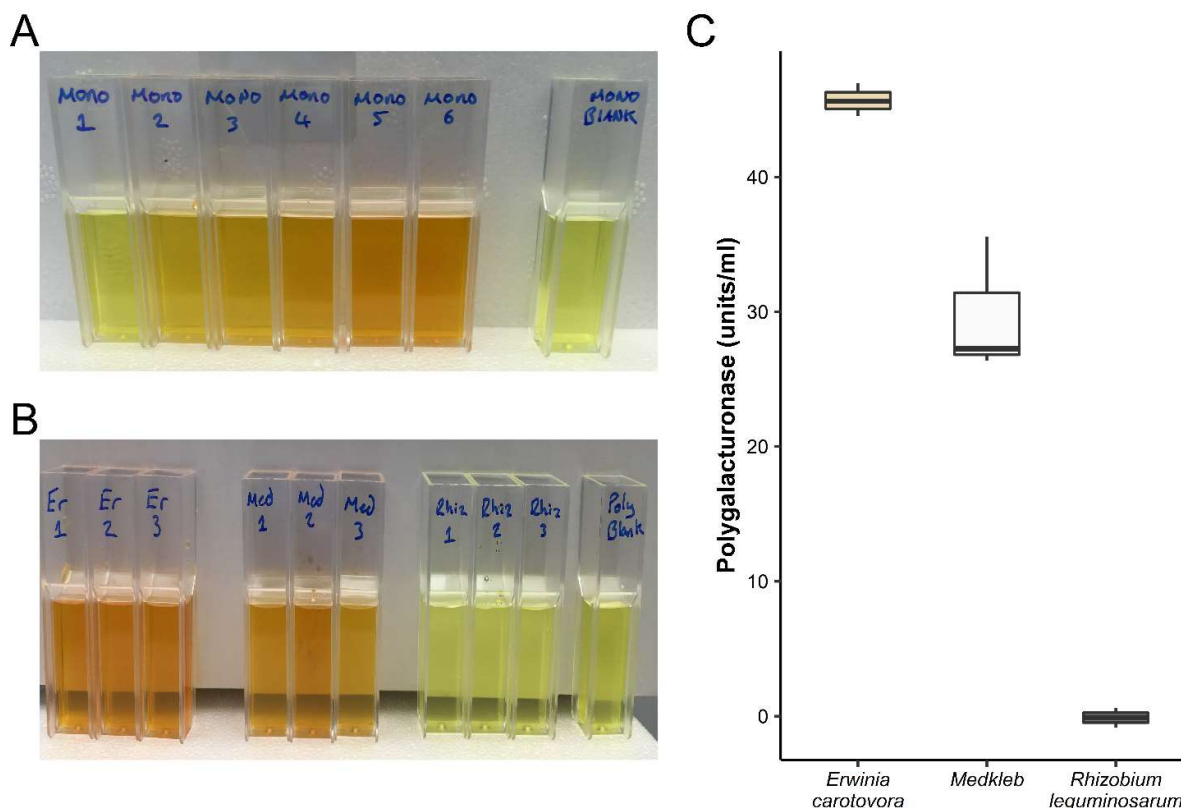 A
Mono
1
Mono
2
Mono
3
Mono
4
Mono
5
Mono
6
MONO
BLANK
B
Er
1
Er
2
Er
3
Med
1
Med
2
Med
3
Rhiz
1
Rhiz
2
Rhiz
3
Poly
Blank
C
Polygalacturonase (units/ml)
40
30
20
10
0
Erwinia
carotovora
Medkleb
Rhizobium
leguminosarum